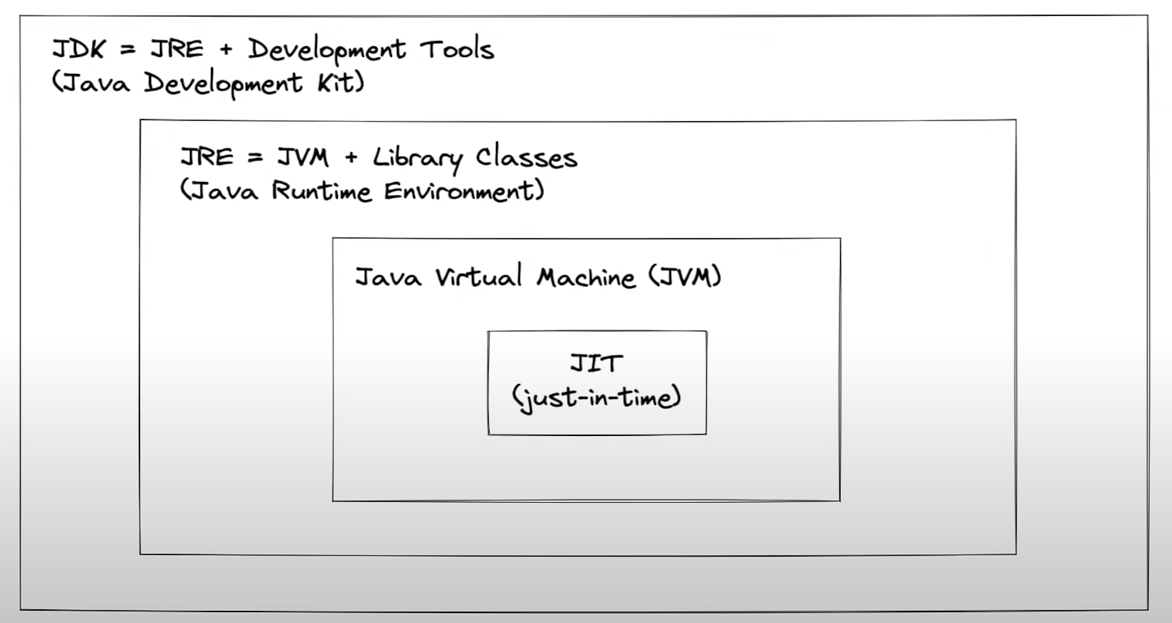 JDK = JRE + Development Tools
(Java Development Kit)
JRE = JVM + Library Classes
(Java Runtime Environment)
Java Virtual Machine (JVM)
JIT
(just-in-time)